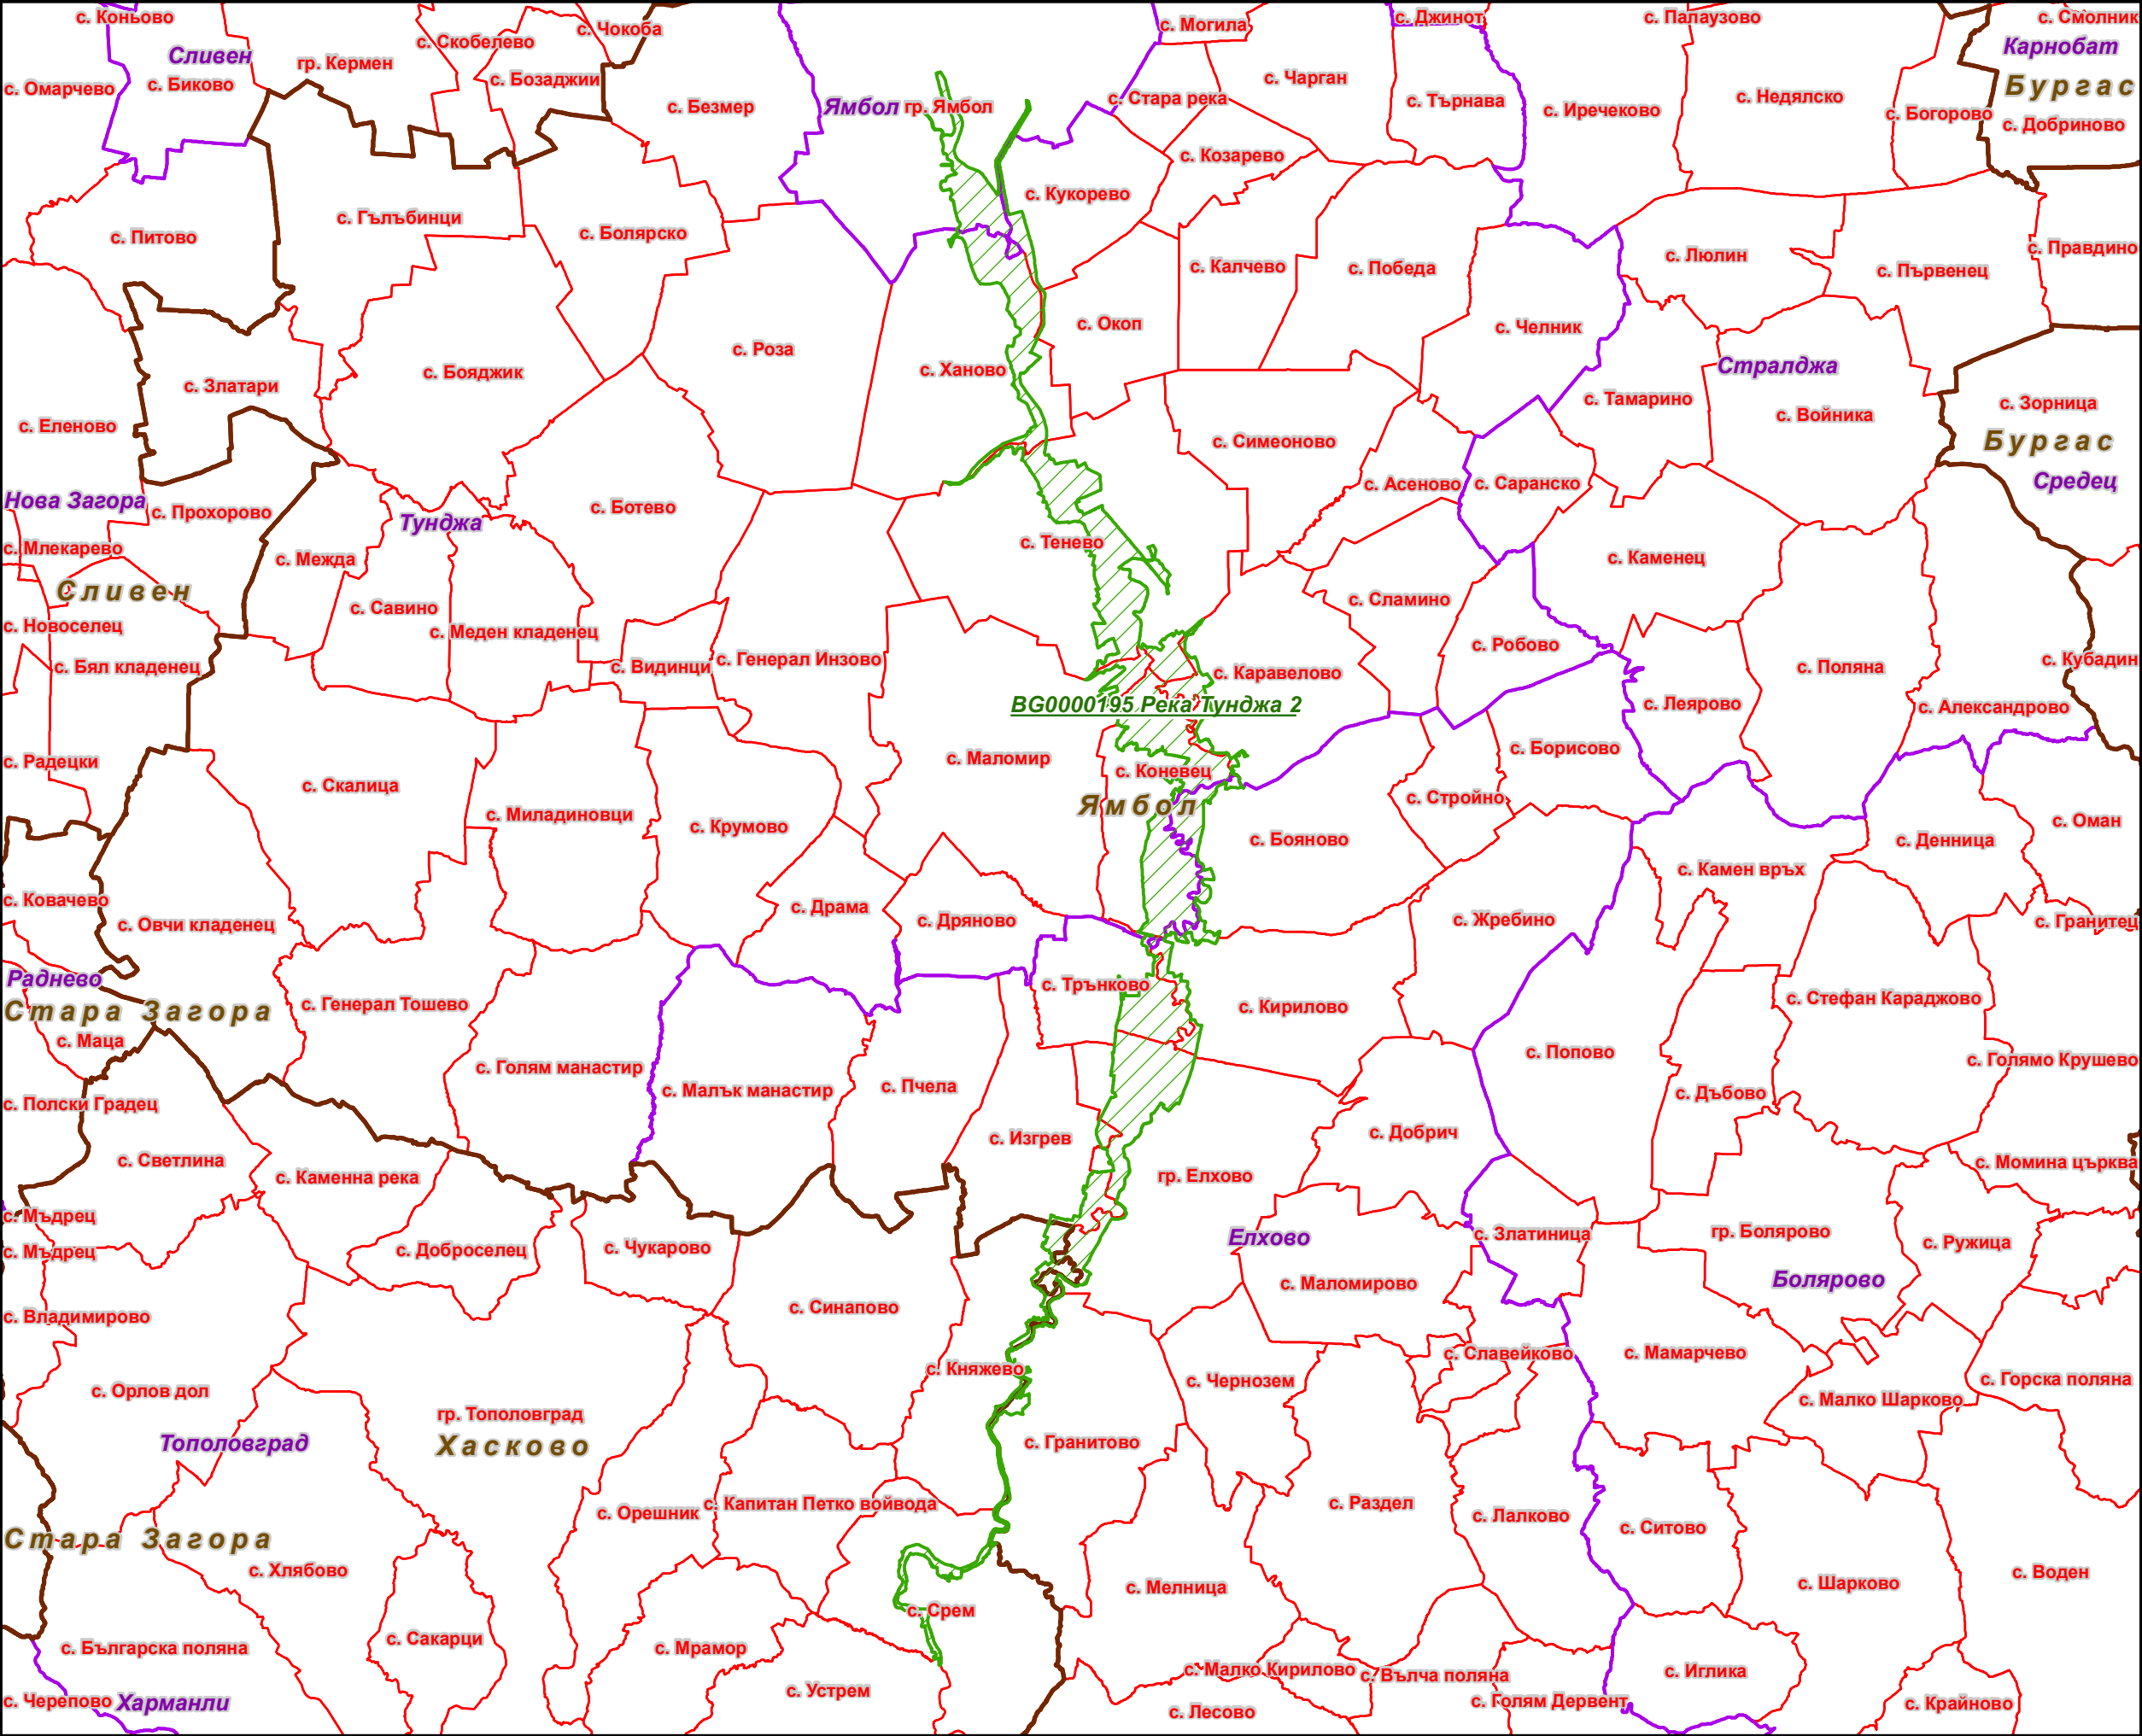 с. Коньово
с. Чокоба
с. Могила
с. Джинот
с. Палаузово
с. Смолник
Сливен
с. Скобелево
Карнобат
гр. Кермен
с. Омарчево
с. Биково
с. Бозаджии
с. Чарган
Бургас
с. Безмер
Ямбол
гр. Ямбол
с. Стара река
с. Търнава
с. Иречеково
с. Недялско
с. Богорово
с. Добриново
с. Козарево
с. Кукорево
с. Питово
с. Гълъбинци
с. Болярско
с. Калчево
с. Победа
с. Люлин
с. Първенец
с. Правдино
с. Окоп
с. Челник
с. Роза
с. Ханово
Стралджа
с. Златари
с. Бояджик
с. Тамарино
с. Войника
с. Зорница
с. Еленово
с. Симеоново
Бургас
с. Асеново
с. Саранско
Средец
Нова Загора
с. Прохорово
Тунджа
с. Ботево
с. Тенево
с. Млекарево
с. Межда
с. Каменец
Сливен
с. Савино
с. Сламино
с. Новоселец
с. Меден кладенец
с. Робово
с. Бял кладенец
с. Видинци
с. Генерал Инзово
с. Каравелово
с. Поляна
с. Кубадин
BG0000195 Река Тунджа 2
с. Леярово
с. Александрово
с. Радецки
с. Маломир
с. Борисово
с. Скалица
с. Коневец
с. Стройно
Ямбол
с. Миладиновци
с. Крумово
с. Бояново
с. Денница
с. Оман
с. Камен връх
с. Ковачево
с. Овчи кладенец
с. Драма
с. Дряново
с. Жребино
с. Гранитец
Раднево
с. Трънково
Стара Загора
с. Генерал Тошево
с. Кирилово
с. Стефан Караджово
с. Маца
с. Попово
с. Голямо Крушево
с. Голям манастир
с. Малък манастир
с. Пчела
с. Дъбово
с. Полски Градец
с. Изгрев
с. Добрич
с. Светлина
с. Каменна река
гр. Елхово
с. Момина църква
с. Мъдрец
с. Мъдрец
с. Доброселец
с. Чукарово
Елхово
с. Златиница
гр. Болярово
с. Ружица
с. Маломирово
Болярово
с. Владимирово
с. Синапово
с. Княжево
с. Славейково
с. Мамарчево
с. Орлов дол
с. Чернозем
с. Малко Шарково
с. Горска поляна
гр. Тополовград
Тополовград
Хасково
с. Гранитово
с. Орешник
с. Капитан Петко войвода
с. Раздел
с. Лалково
с. Ситово
Стара Загора
с. Хлябово
с. Мелница
с. Шарково
с. Воден
с. Срем
с. Българска поляна
с. Сакарци
с. Мрамор
с. Малко Кирилово
с. Вълча поляна
с. Иглика
с. Черепово
Харманли
с. Устрем
с. Лесово
с. Голям Дервент
с. Крайново